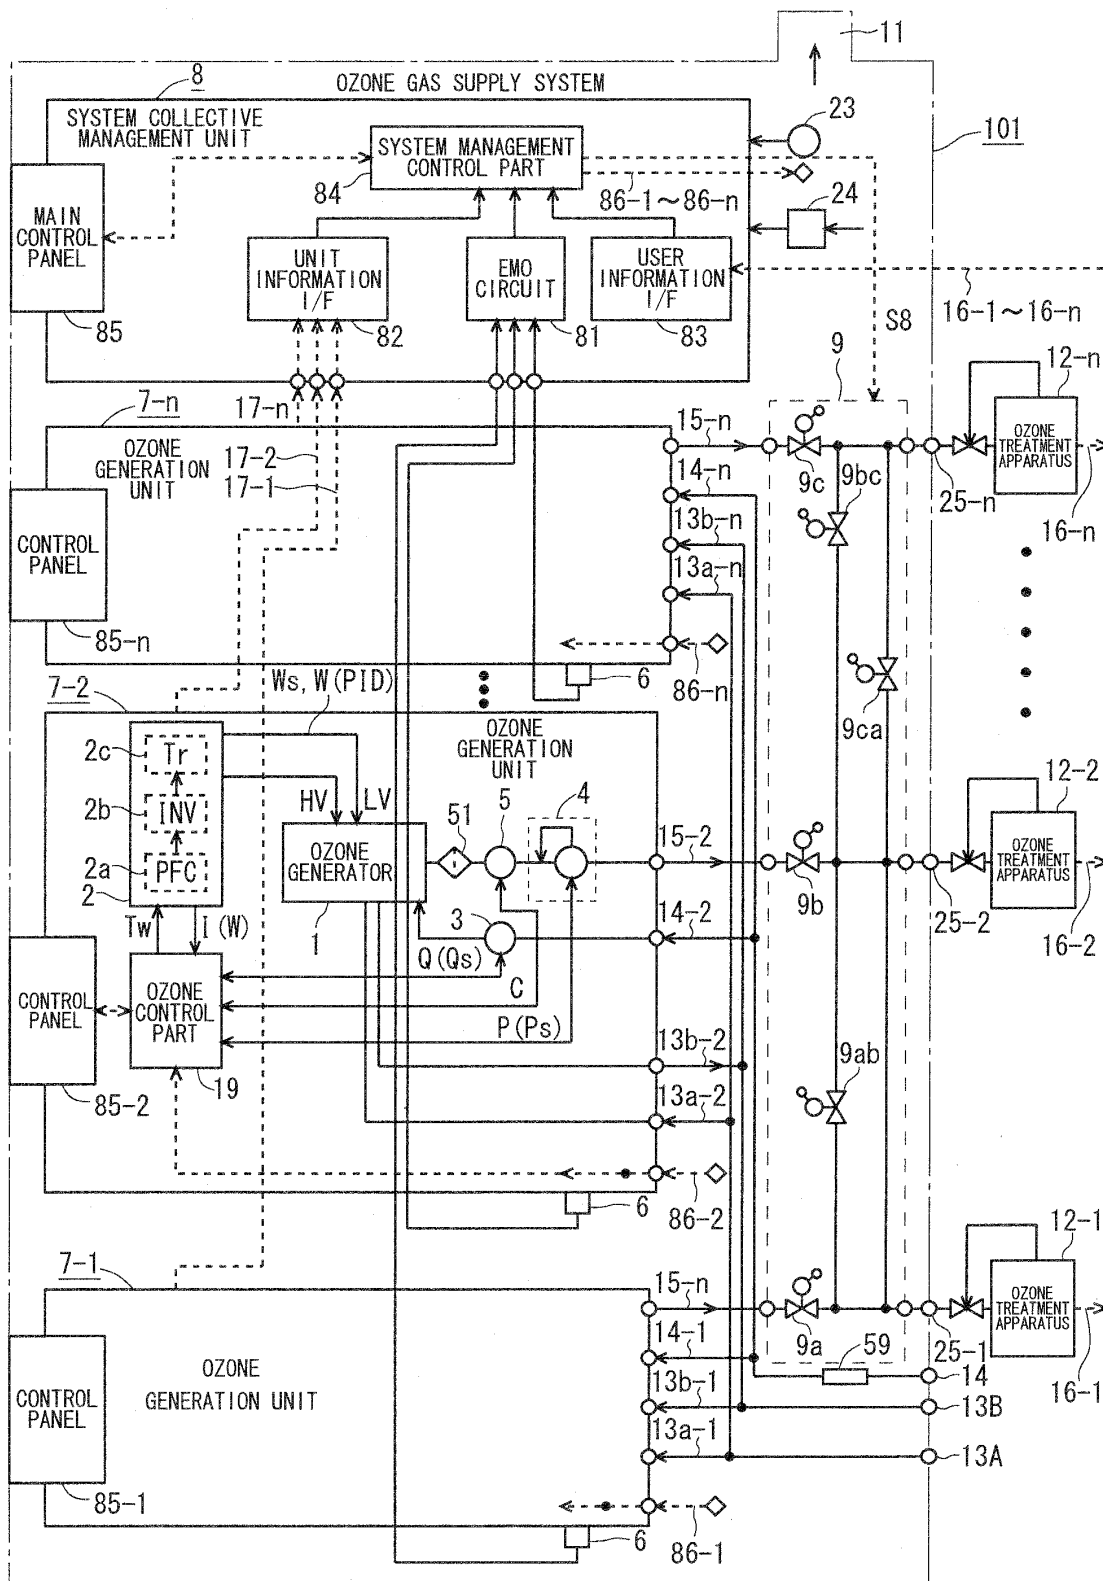 11
8
OZONE GAS SUPPLY SYSTEM
23
101
SYSTEM COLLECTIVE
MANAGEMENT UNIT
SYSTEM MANAGEMENT
CONTROL PART
84
86-1～86-n
24
MAIN
CONTROL
PANEL
UNIT
INFORMATION
I/F
EMO
CIRCUIT
USER
INFORMATION
I/F
85
82
81
83
S8
16-1～16-n
9
12-n
7-n
17-n
15-n
OZONE
GENERATION
UNIT
17-2
17-1
14-n
9c
9bc
OZONE
TREATMENT
APPARATUS
25-n
16-n
13b-n
CONTROL
PANEL
13a-n
85-n
6
86-n
Ws, W(PID)
7-2
9ca
OZONE
GENERATION
UNIT
2c
Tr
12-2
2b
INV
HV
LV
51
5
4
15-2
2a
PFC
OZONE
GENERATOR
OZONE
TREATMENT
APPARATUS
2
9b
25-2
16-2
Tw
I(W)
1
3
14-2
Q(Qs)
C
CONTROL
PANEL
OZONE
CONTROL
PART
P(Ps)
13b-2
9ab
85-2
19
13a-2
6
86-2
12-1
7-1
15-n
OZONE
TREATMENT
APPARATUS
14-1
9a
59
25-1
16-1
OZONE
GENERATION UNIT
CONTROL
PANEL
13b-1
14
13B
13a-1
13A
85-1
6
86-1